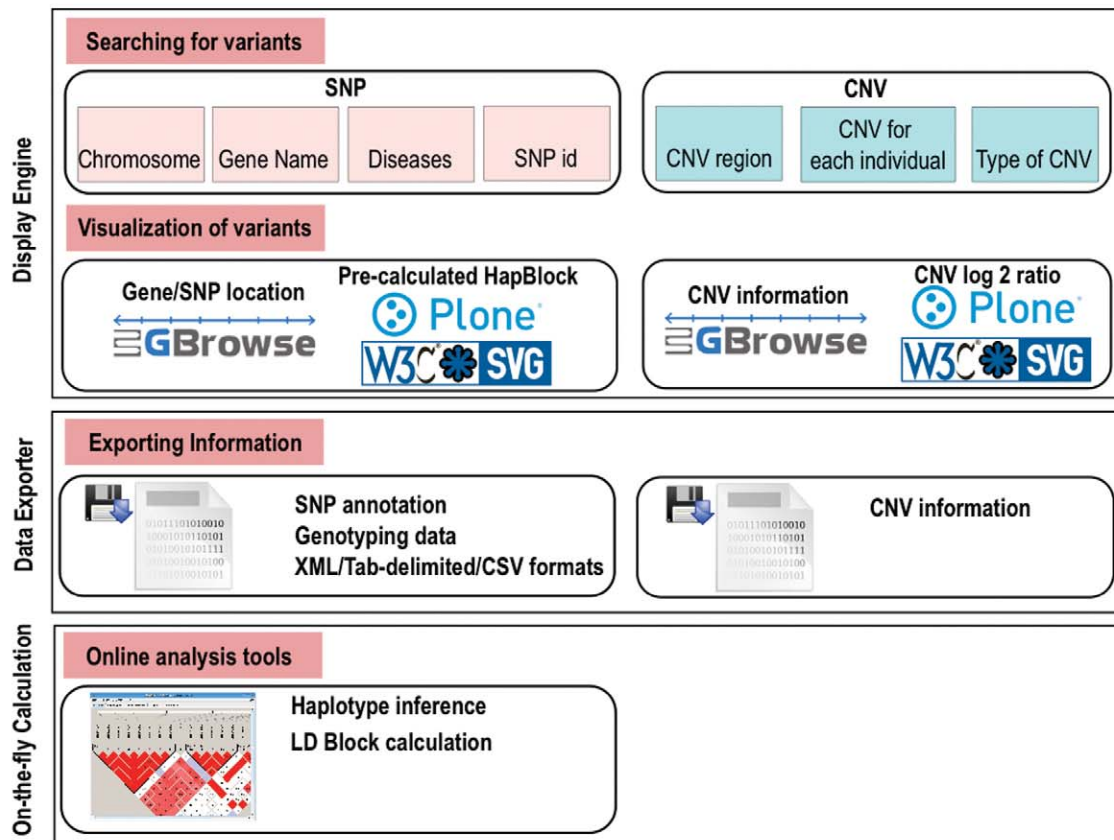 Display Engine
Searching for variants
SNP
Chromosome
Gene Name
Diseases
SNP id
CNV
CNV region
CNV for
each individual
Type of CNV
Visualization of variants
Gene/SNP location
GBrowse
Pre-calculated HapBlock
Plone®
W3C® SVG
CNV information
GBrowse
CNV log 2 ratio
Plone®
W3C® SVG
Data Exporter
Exporting Information
01011101010010
10001010110101
01010010101111
SNP annotation
Genotyping data
XML/Tab-delimited/CSV formats
CNV information
On-the-fly Calculation
Online analysis tools
Haplotype inference
LD Block calculation